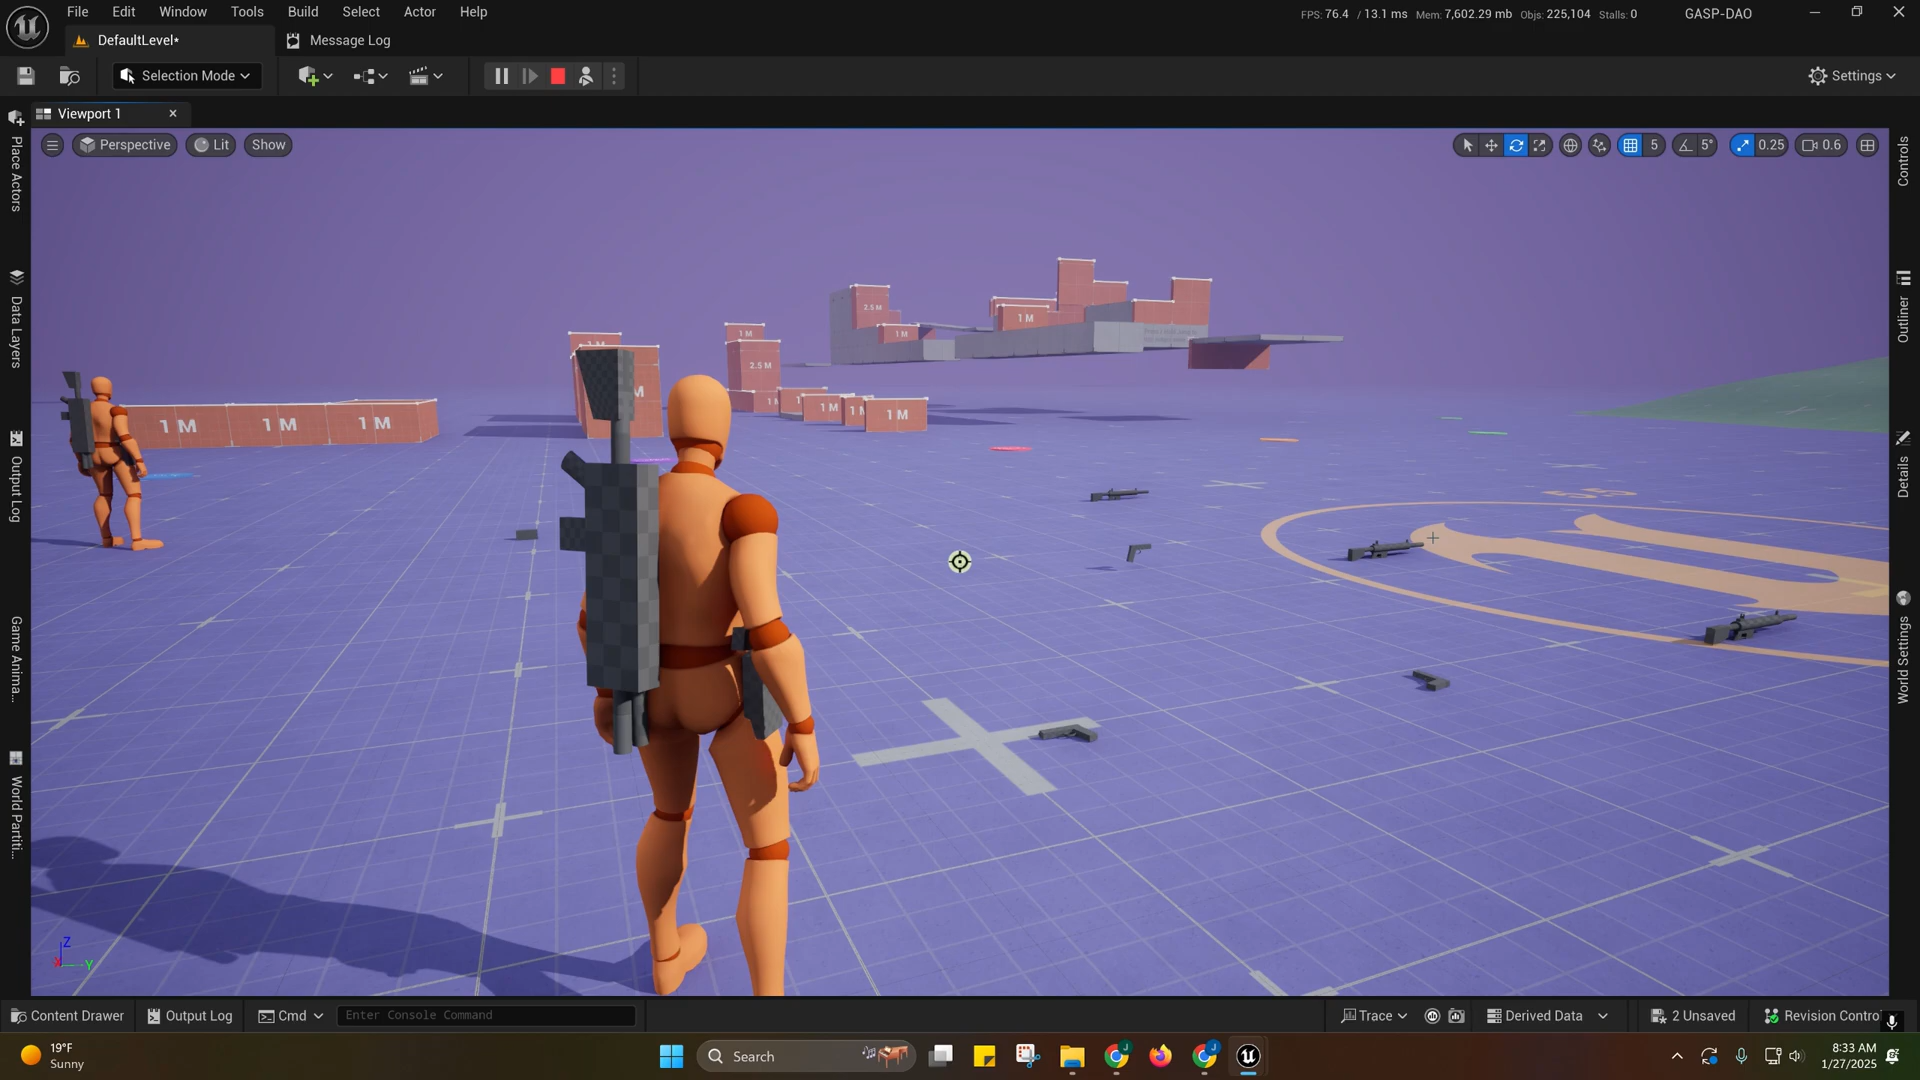 File Edit Window Tools Build Select Actor Help
FPS: 76.4 / 13.1 ms Mem: 7,602.29 mb Objs: 225,104 Stalls: 0
GASP-DAO
DefaultLevel*
Message Log
Selection Mode
Settings
Viewport 1
Perspective
Lit
Show
5
5°
0.25
0.6
Place Actors
Data Layers
Output Log
Game Anima...
World Partiti...
Controls
Outliner
Details
World Settings
2.5 M
1 M
1 M
1 M
1 M
2.5 M
M
1 M
1 M
1 M
1 M
1 M
1 M
Z
X
Y
Content Drawer
Output Log
Cmd
Enter Console Command
Trace
Derived Data
2 Unsaved
Revision Contro
19°F
Sunny
Search
J
J
8:33 AM
1/27/2025